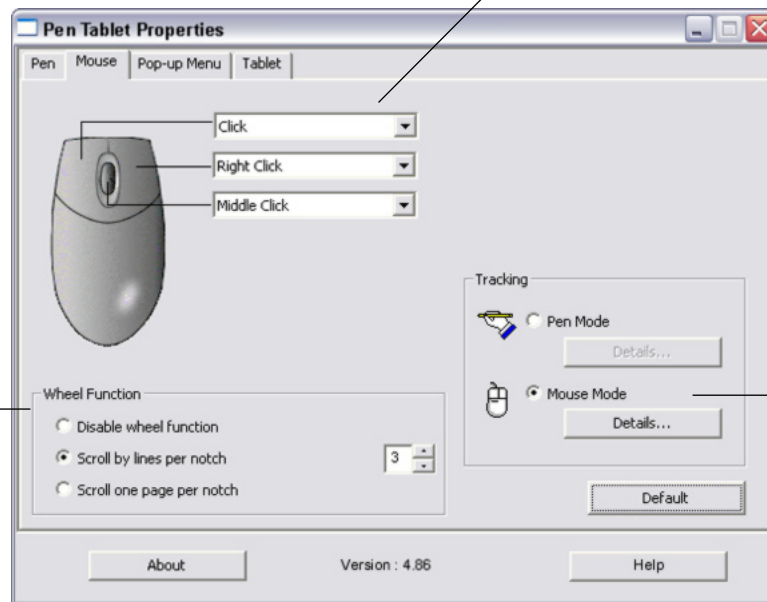 Pen Tablet Properties
Pen
Mouse
Pop-up Menu
Tablet
Click
Right Click
Middle Click
Tracking
Pen Mode
Details...
Mouse Mode
Details...
Wheel Function
Disable wheel function
Scroll by lines per notch
3
Scroll one page per notch
Default
About
Version : 4.86
Help